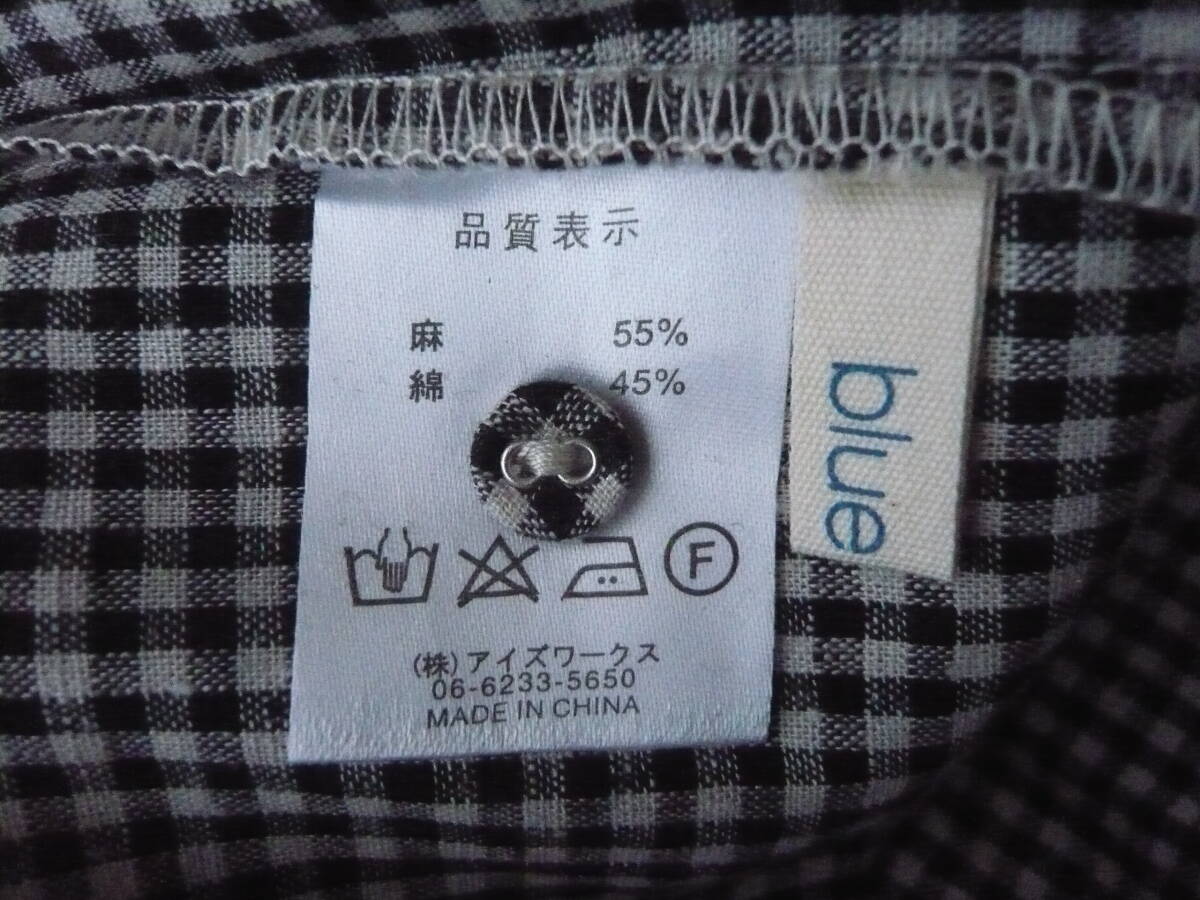 品質表示
麻 55%
綿 45%
F
(株)アイズワークス
06-6233-5650
MADE IN CHINA
blue